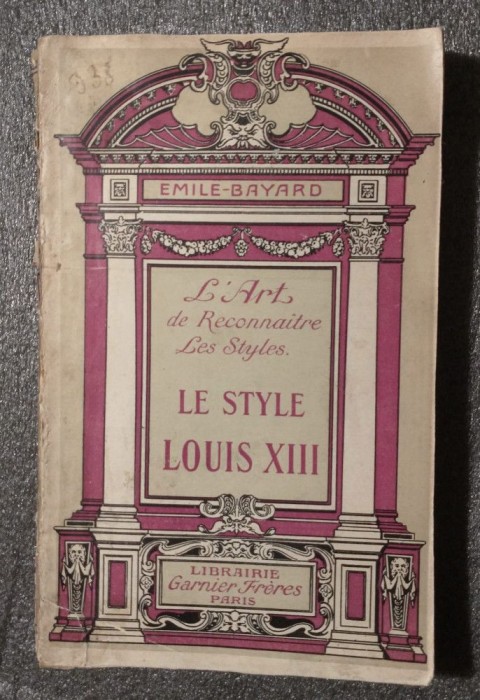 EMILE-BAYARD
L'Art
de Reconnaitre
Les Styles.
LE STYLE
LOUIS XIII
LIBRAIRIE
Garnier Frères
PARIS